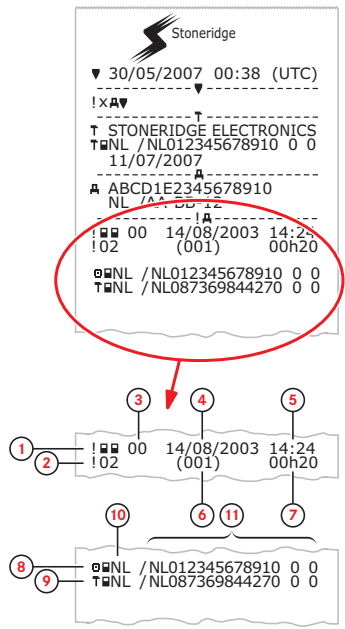 Stoneridge
▼ 30/05/2007 00:38 (UTC)
!x▼
T
T STONERIDGE ELECTRONICS
T NL /NL012345678910 0 0
11/07/2007
ABCD1E2345678910
NL /AA-BB-12
!
! 00 14/08/2003 14:24
!02 (001) 00h20
NL /NL012345678910 0 0
T NL /NL087369844270 0 0
3 4 5
1 ! 00 14/08/2003 14:24
2 !02 (001) 00h20
10 6 11 7
8 NL /NL012345678910 0 0
9 T NL /NL087369844270 0 0